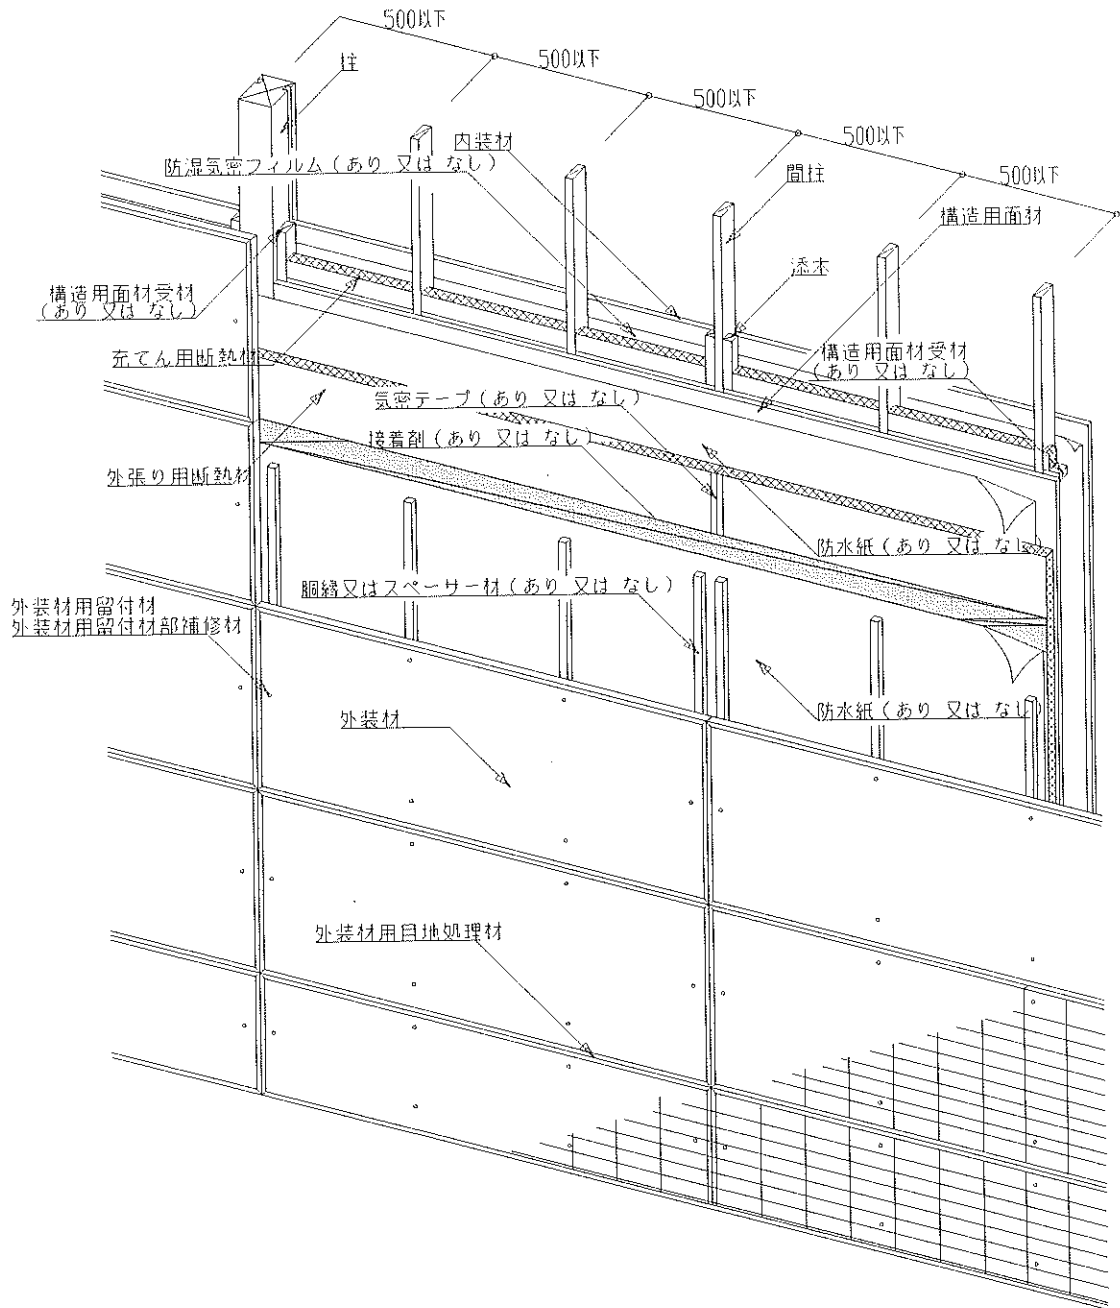 500以下
500以下
500以下
500以下
500以下
柱
内装材
防湿気密フィルム(あり 又は なし)
間柱
構造用面材
添木
構造用面材受材
(あり 又は なし)
構造用面材受材
(あり 又は なし)
充てん用断熱材
気密テープ(あり 又は なし)
接着剤(あり 又は なし)
外張り用断熱材
防水紙(あり 又は なし)
胴縁又はスペーサー材(あり 又は なし)
外装材用留付材
外装材用留付材部補修材
外装材
防水紙(あり 又は なし)
外装材用目地処理材